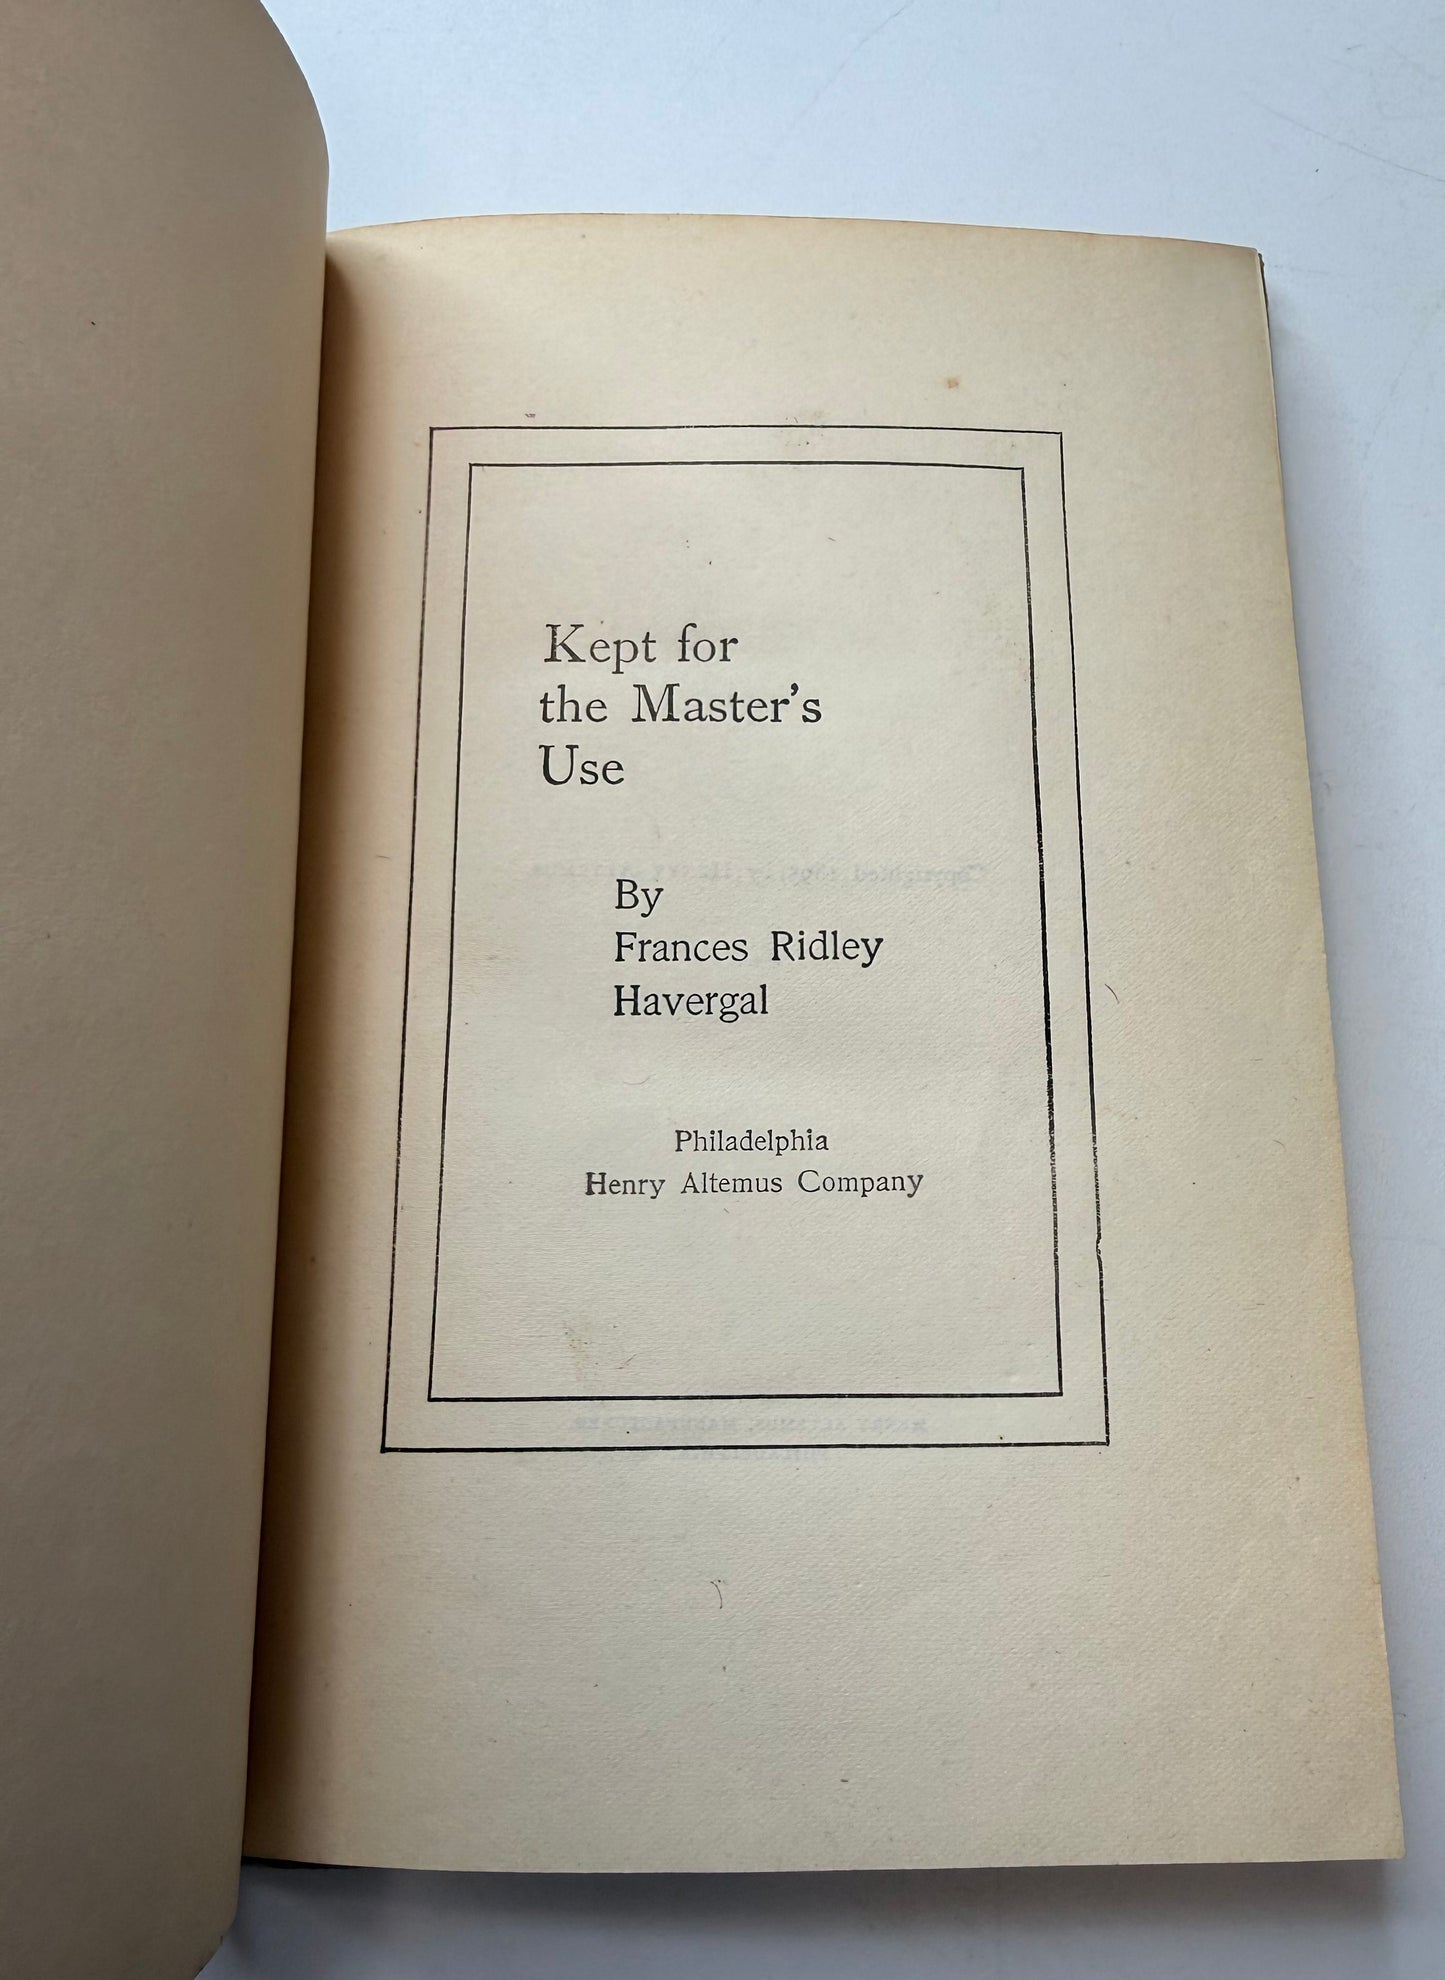 Kept for
the Master's
Use
By
Frances Ridley
Havergal
Philadelphia
Henry Altemus Company